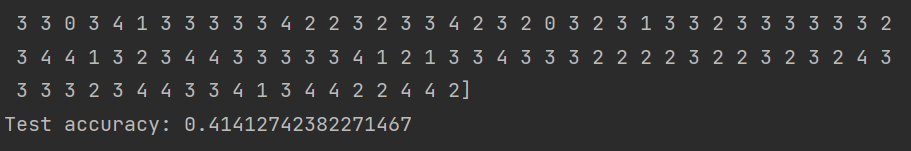 3 3 0 3 4 1 3 3 3 3 3 4 2 2 3 2 3 3 4 2 3 2 0 3 2 3 1 3 3 2 3 3 3 3 3 3 2
3 4 4 1 3 2 3 4 4 3 3 3 3 3 4 1 2 1 3 3 4 3 3 3 2 2 2 2 3 2 2 3 2 3 2 4 3
3 3 3 2 3 4 4 3 3 4 1 3 4 4 2 2 4 4 2]
Test accuracy: 0.41412742382271467